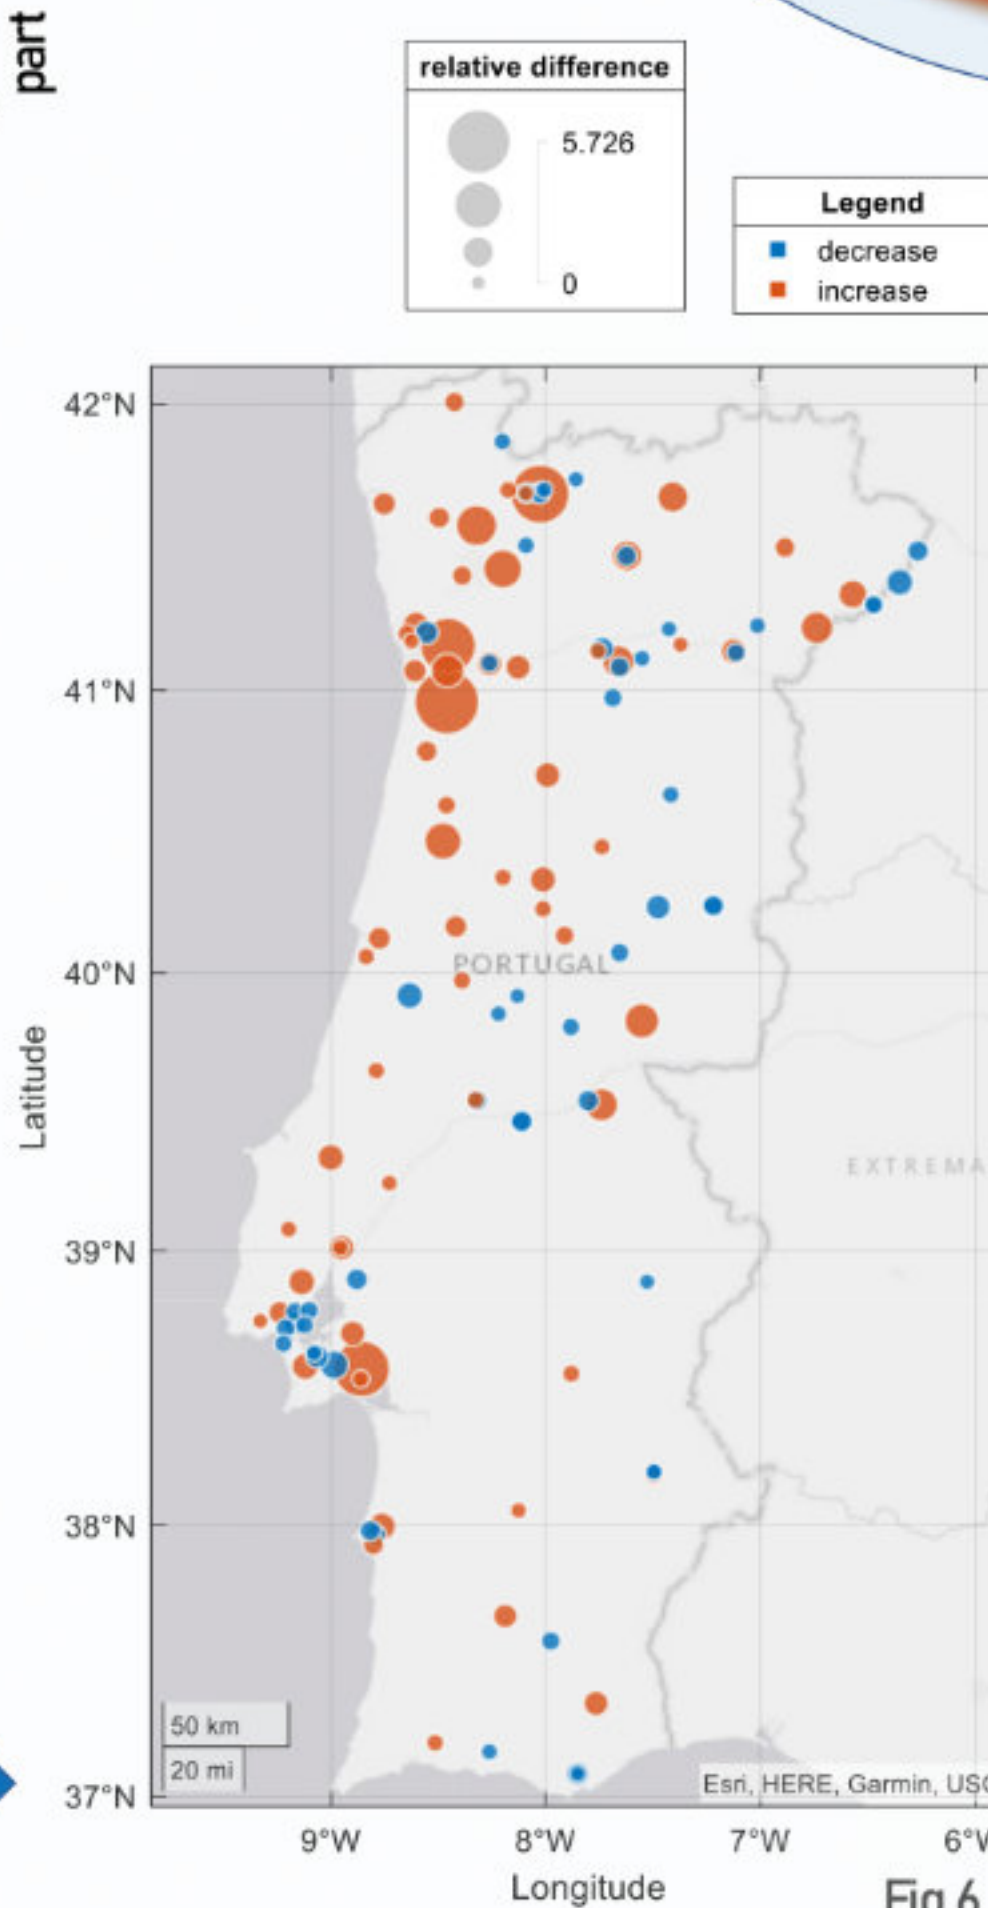 part
relative difference
5.726
0
Legend
decrease
increase
42°N
41°N
40°N
39°N
38°N
37°N
Latitude
PORTUGAL
EXTREMA
50 km
20 mi
Esri, HERE, Garmin, USG
9°W
8°W
7°W
6°W
Longitude
Fig 6